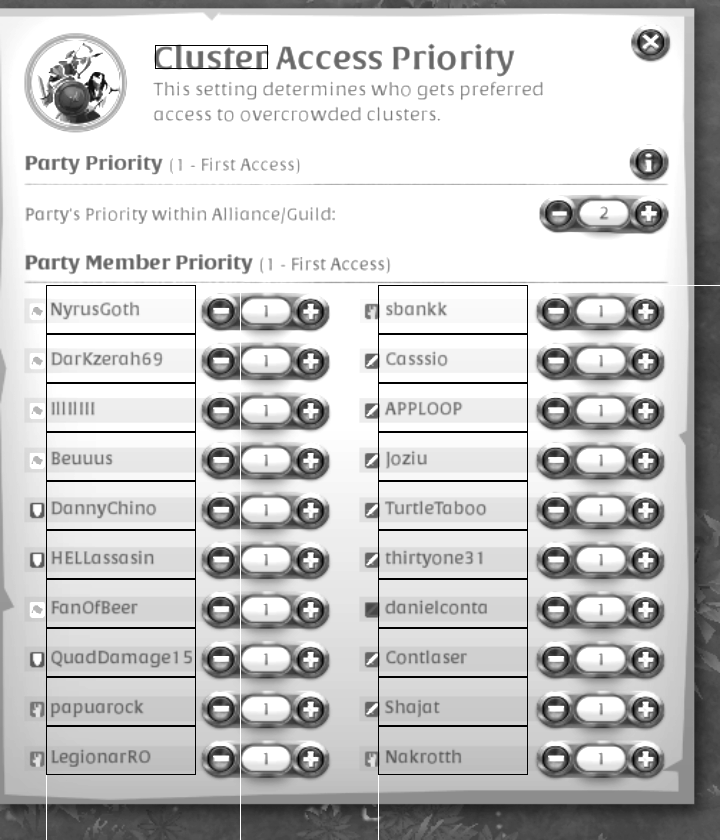 Cluster Access Priority
This setting determines who gets preferred
access to overcrowded clusters.
Party Priority (1 - First Access)
Party's Priority within Alliance/Guild: 2
Party Member Priority (1 - First Access)
NyrusGoth 1 sbankk 1
DarKzerah69 1 Casssio 1
1 APPLOOP 1
Beuuus 1 Joziu 1
DannyChino 1 TurtleTaboo 1
HELLassasin 1 thirtyone31 1
FanOfBeer 1 danielconta 1
QuadDamage15 1 Contlaser 1
papuarock 1 Shajat 1
LegionarRO 1 Nakrotth 1